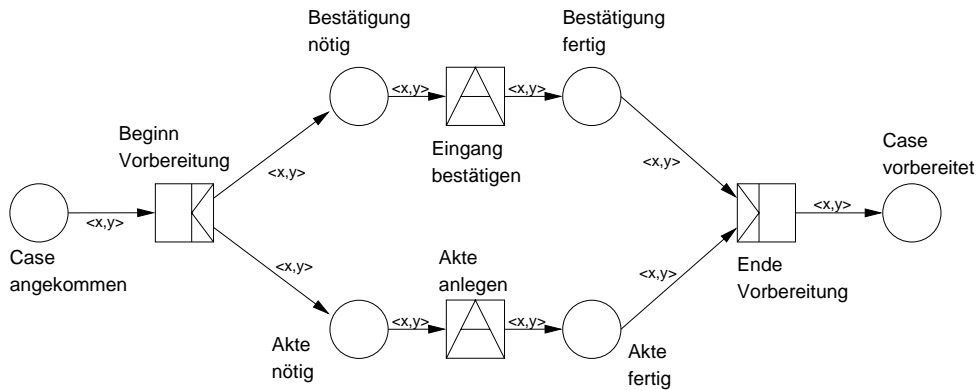 Bestätigung
nötig
Bestätigung
fertig
<x,y>
<x,y>
Beginn
Vorbereitung
Eingang
bestätigen
Case
vorbereitet
<x,y>
<x,y>
<x,y>
<x,y>
Case
angekommen
<x,y>
Akte
anlegen
<x,y>
Ende
Vorbereitung
<x,y>
<x,y>
Akte
nötig
Akte
fertig